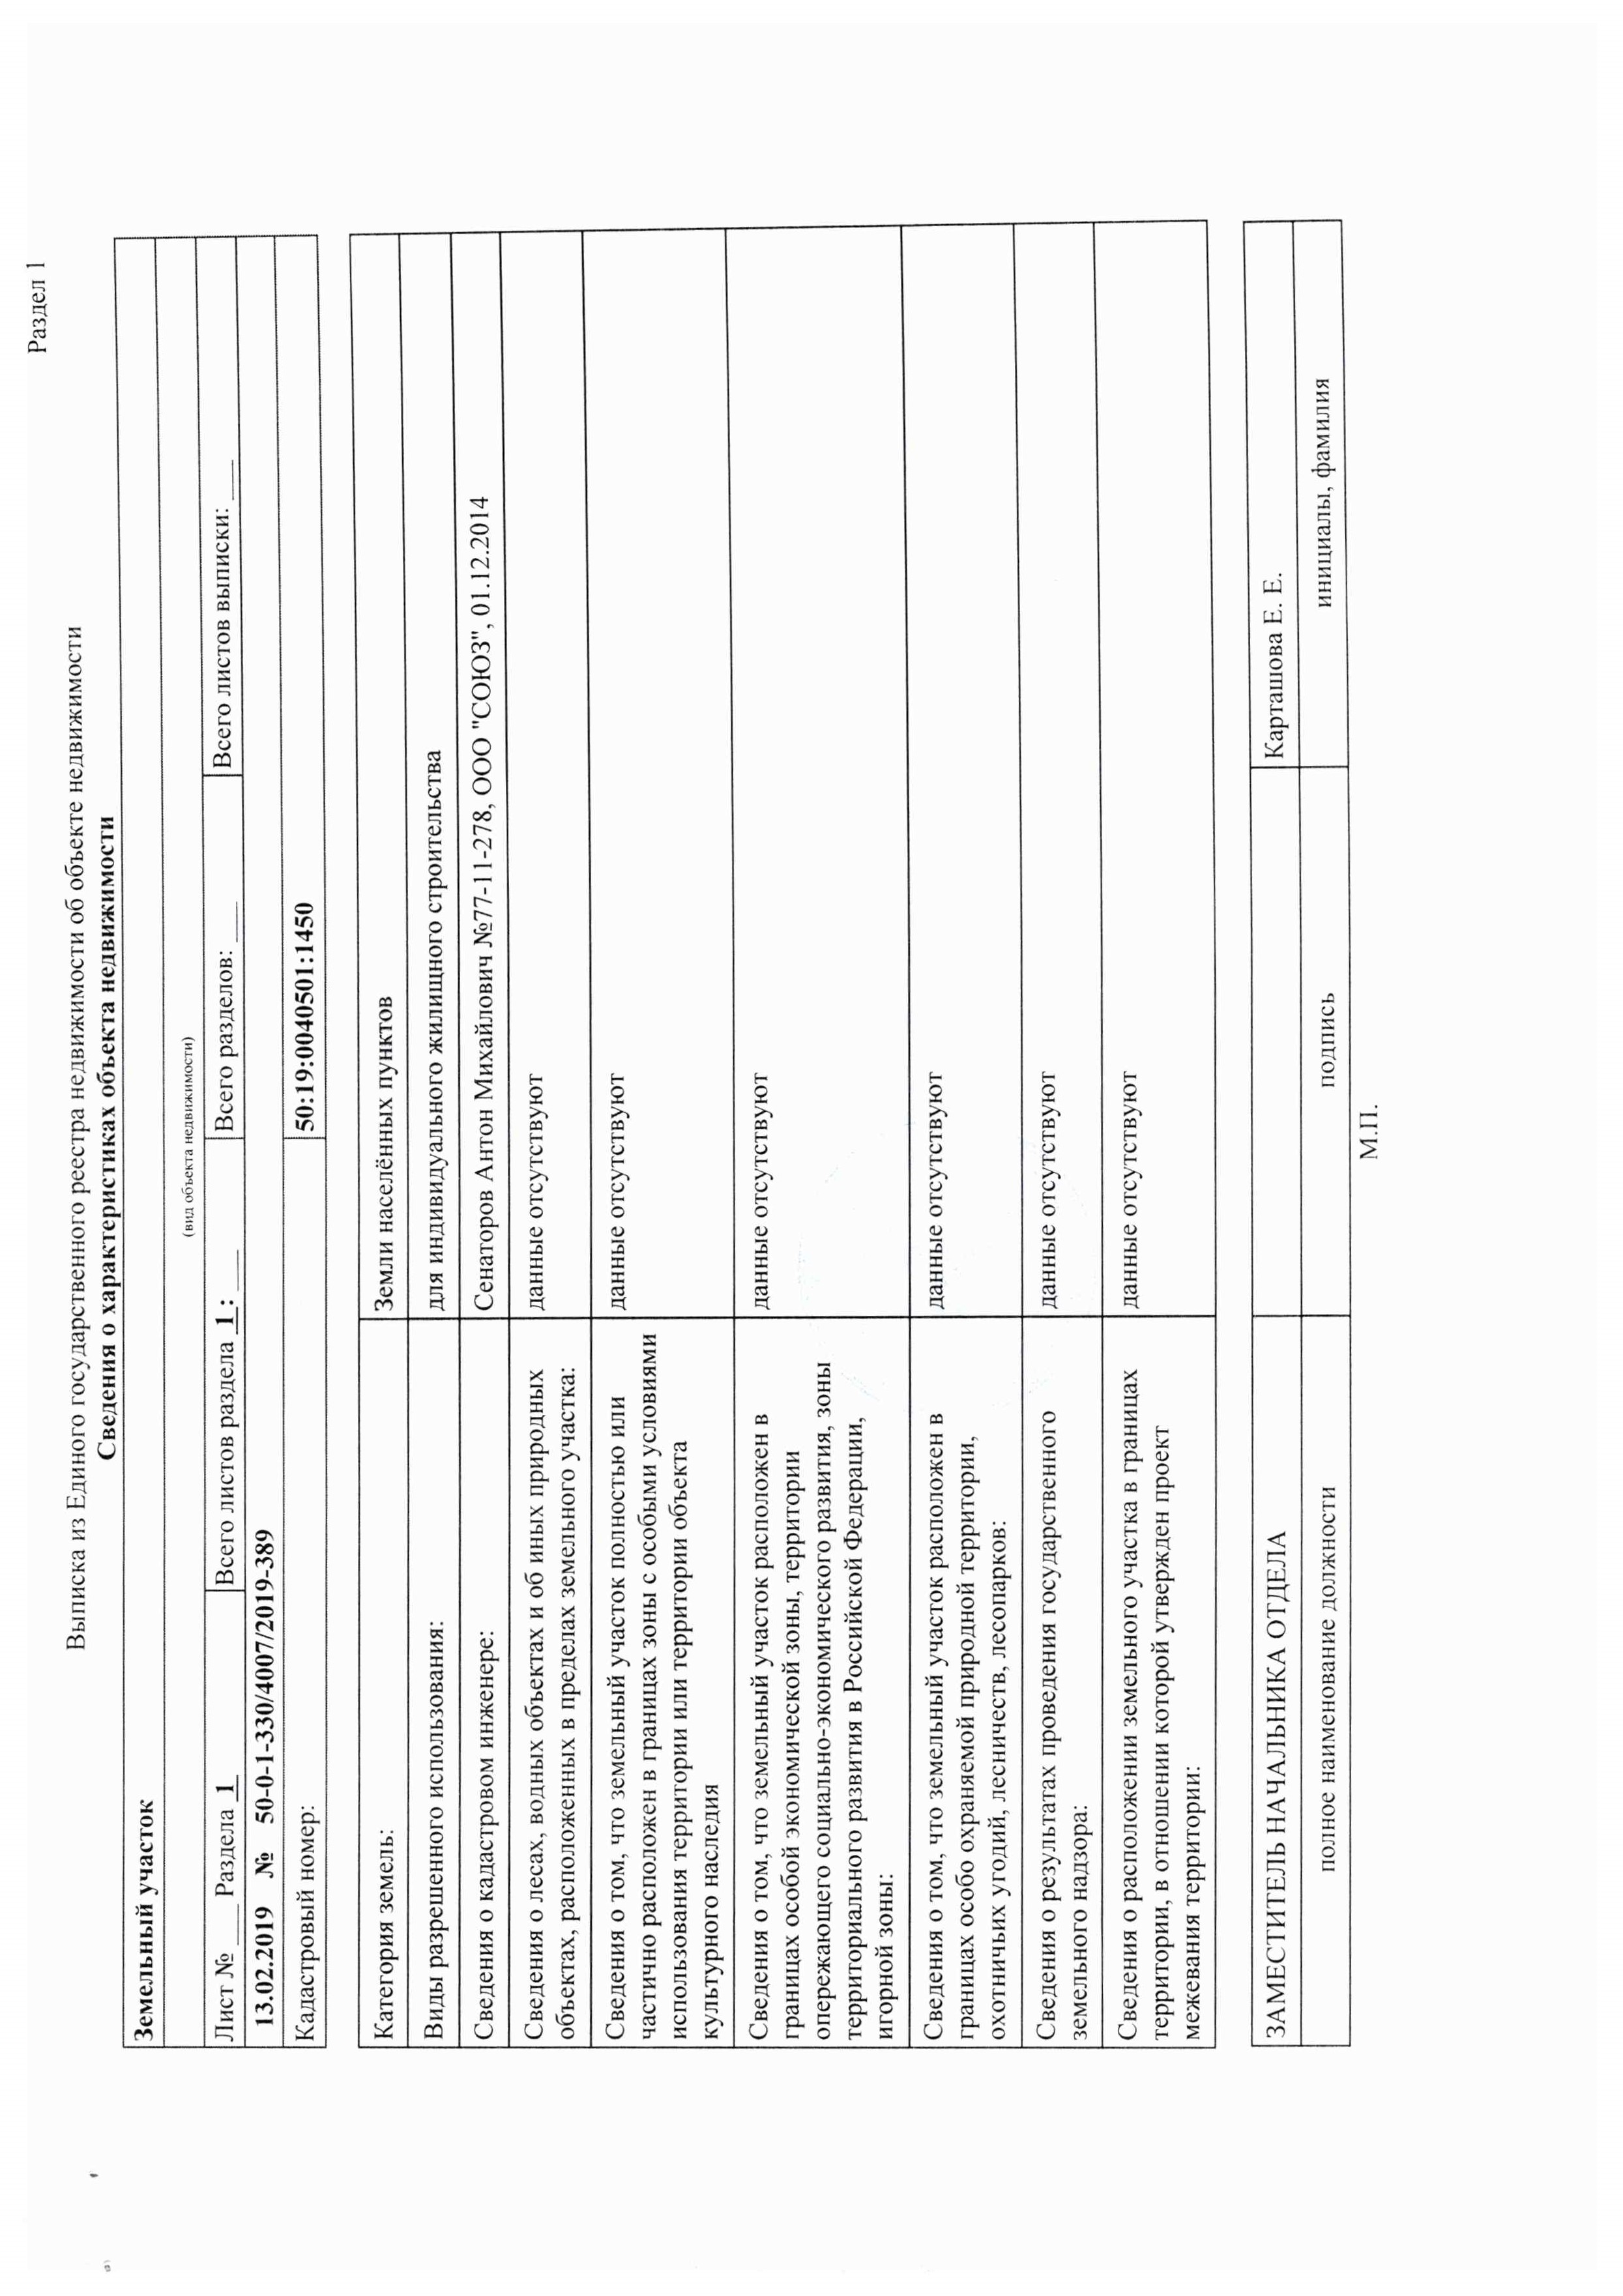 Раздел 1
Выписка из Единого государственного реестра недвижимости об объекте недвижимости
Сведения о характеристиках объекта недвижимости
Земельный участок
(вид объекта недвижимости)
Лист № ___ Раздела 1 Всего листов раздела 1 : ___ Всего разделов: ___ Всего листов выписки: ___
13.02.2019 № 50-0-1-330/4007/2019-389
Кадастровый номер: 50:19:0040501:1450
Категория земель: Земли населённых пунктов
Виды разрешенного использования: для индивидуального жилищного строительства
Сведения о кадастровом инженере: Сенаторов Антон Михайлович №77-11-278, ООО "СОЮЗ", 01.12.2014
Сведения о лесах, водных объектах и об иных природных данные отсутствуют
объектах, расположенных в пределах земельного участка:
Сведения о том, что земельный участок полностью или данные отсутствуют
частично расположен в границах зоны с особыми условиями
использования территории или территории объекта
культурного наследия
Сведения о том, что земельный участок расположен в данные отсутствуют
границах особой экономической зоны, территории
опережающего социально-экономического развития, зоны
территориального развития в Российской Федерации,
игорной зоны:
Сведения о том, что земельный участок расположен в данные отсутствуют
границах особо охраняемой природной территории,
охотничьих угодий, лесничеств, лесопарков:
Сведения о результатах проведения государственного данные отсутствуют
земельного надзора:
Сведения о расположении земельного участка в границах данные отсутствуют
территории, в отношении которой утвержден проект
межевания территории:
ЗАМЕСТИТЕЛЬ НАЧАЛЬНИКА ОТДЕЛА Карташова Е. Е.
полное наименование должности подпись инициалы, фамилия
М.П.